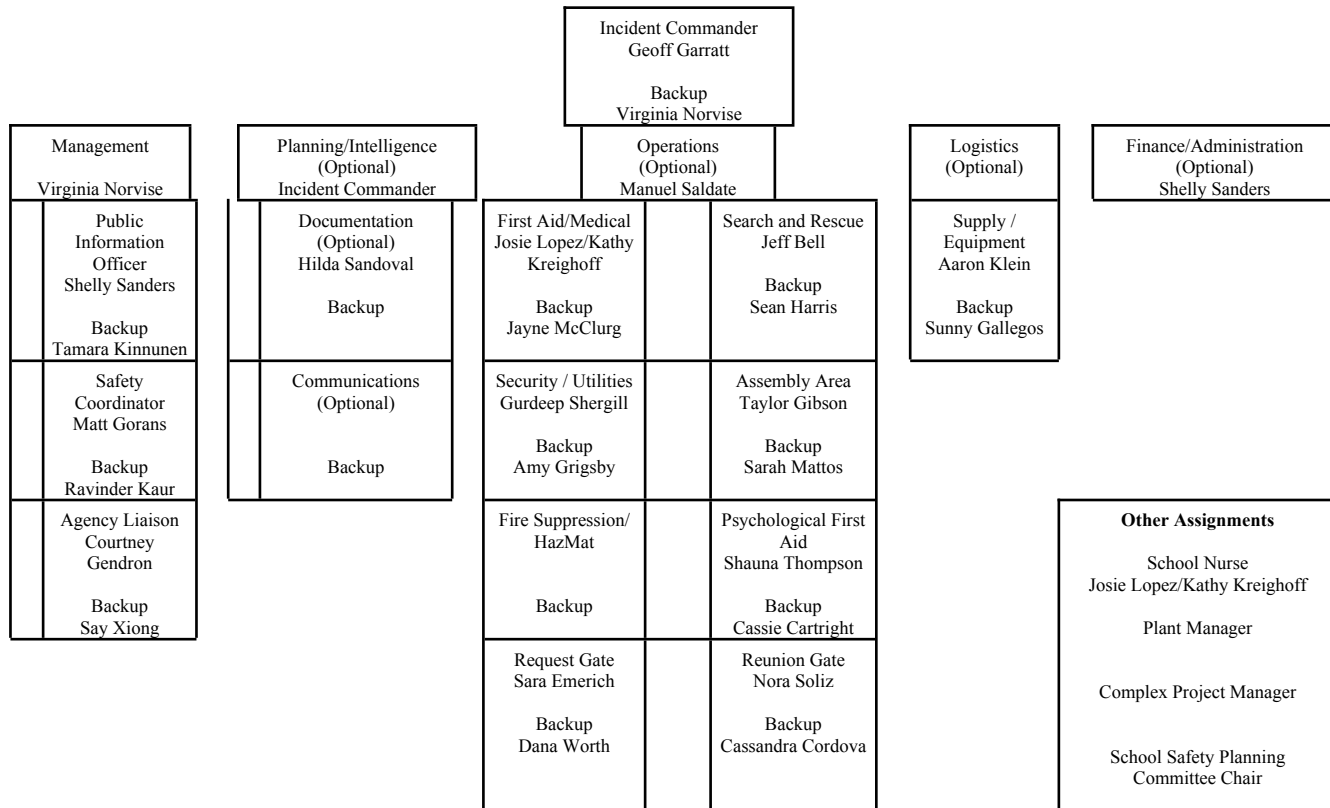 Incident Commander
Geoff Garratt
Backup
Virginia Norvise
Management
Virginia Norvise
Planning/Intelligence
(Optional)
Incident Commander
Operations
(Optional)
Manuel Saldate
Logistics
(Optional)
Finance/Administration
(Optional)
Shelly Sanders
Public
Information
Officer
Shelly Sanders
Backup
Tamara Kinnunen
Documentation
(Optional)
Hilda Sandoval
Backup
First Aid/Medical
Josie Lopez/Kathy
Kreighoff
Backup
Jayne McClurg
Search and Rescue
Jeff Bell
Backup
Sean Harris
Supply /
Equipment
Aaron Klein
Backup
Sunny Gallegos
Safety
Coordinator
Matt Gorans
Backup
Ravinder Kaur
Communications
(Optional)
Backup
Security / Utilities
Gurdeep Shergill
Backup
Amy Grigsby
Assembly Area
Taylor Gibson
Backup
Sarah Mattos
Agency Liaison
Courtney
Gendron
Backup
Say Xiong
Fire Suppression/
HazMat
Backup
Psychological First
Aid
Shauna Thompson
Backup
Cassie Cartright
Request Gate
Sara Emerich
Backup
Dana Worth
Reunion Gate
Nora Soliz
Backup
Cassandra Cordova
Other Assignments
School Nurse
Josie Lopez/Kathy Kreighoff
Plant Manager
Complex Project Manager
School Safety Planning
Committee Chair